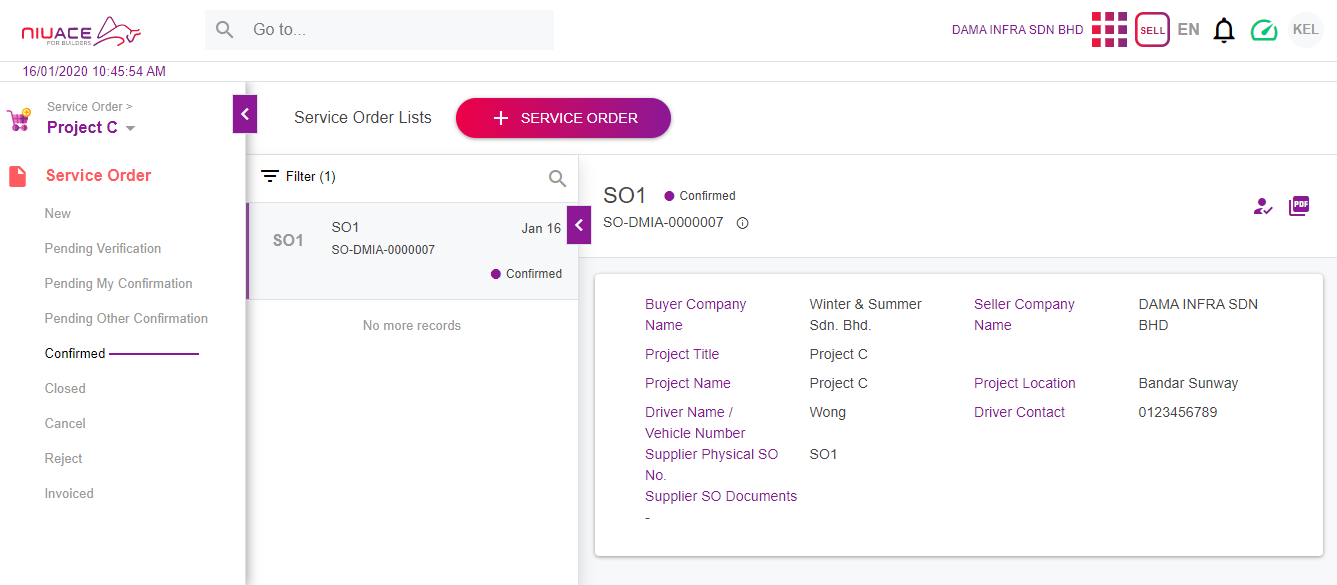 NIUACE
FOR BUILDERS
Go to...
DAMA INFRA SDN BHD
SELL
EN
KEL
16/01/2020 10:45:54 AM
Service Order >
Project C
Service Order
New
Pending Verification
Pending My Confirmation
Pending Other Confirmation
Confirmed
Closed
Cancel
Reject
Invoiced
Service Order Lists
+ SERVICE ORDER
Filter (1)
SO1
SO1
Jan 16
SO-DMIA-0000007
Confirmed
No more records
SO1
Confirmed
SO-DMIA-0000007
PDF
Buyer Company Name
Winter & Summer Sdn. Bhd.
Seller Company Name
DAMA INFRA SDN BHD
Project Title
Project C
Project Name
Project C
Project Location
Bandar Sunway
Driver Name / Vehicle Number
Wong
Driver Contact
0123456789
Supplier Physical SO No.
SO1
Supplier SO Documents
-